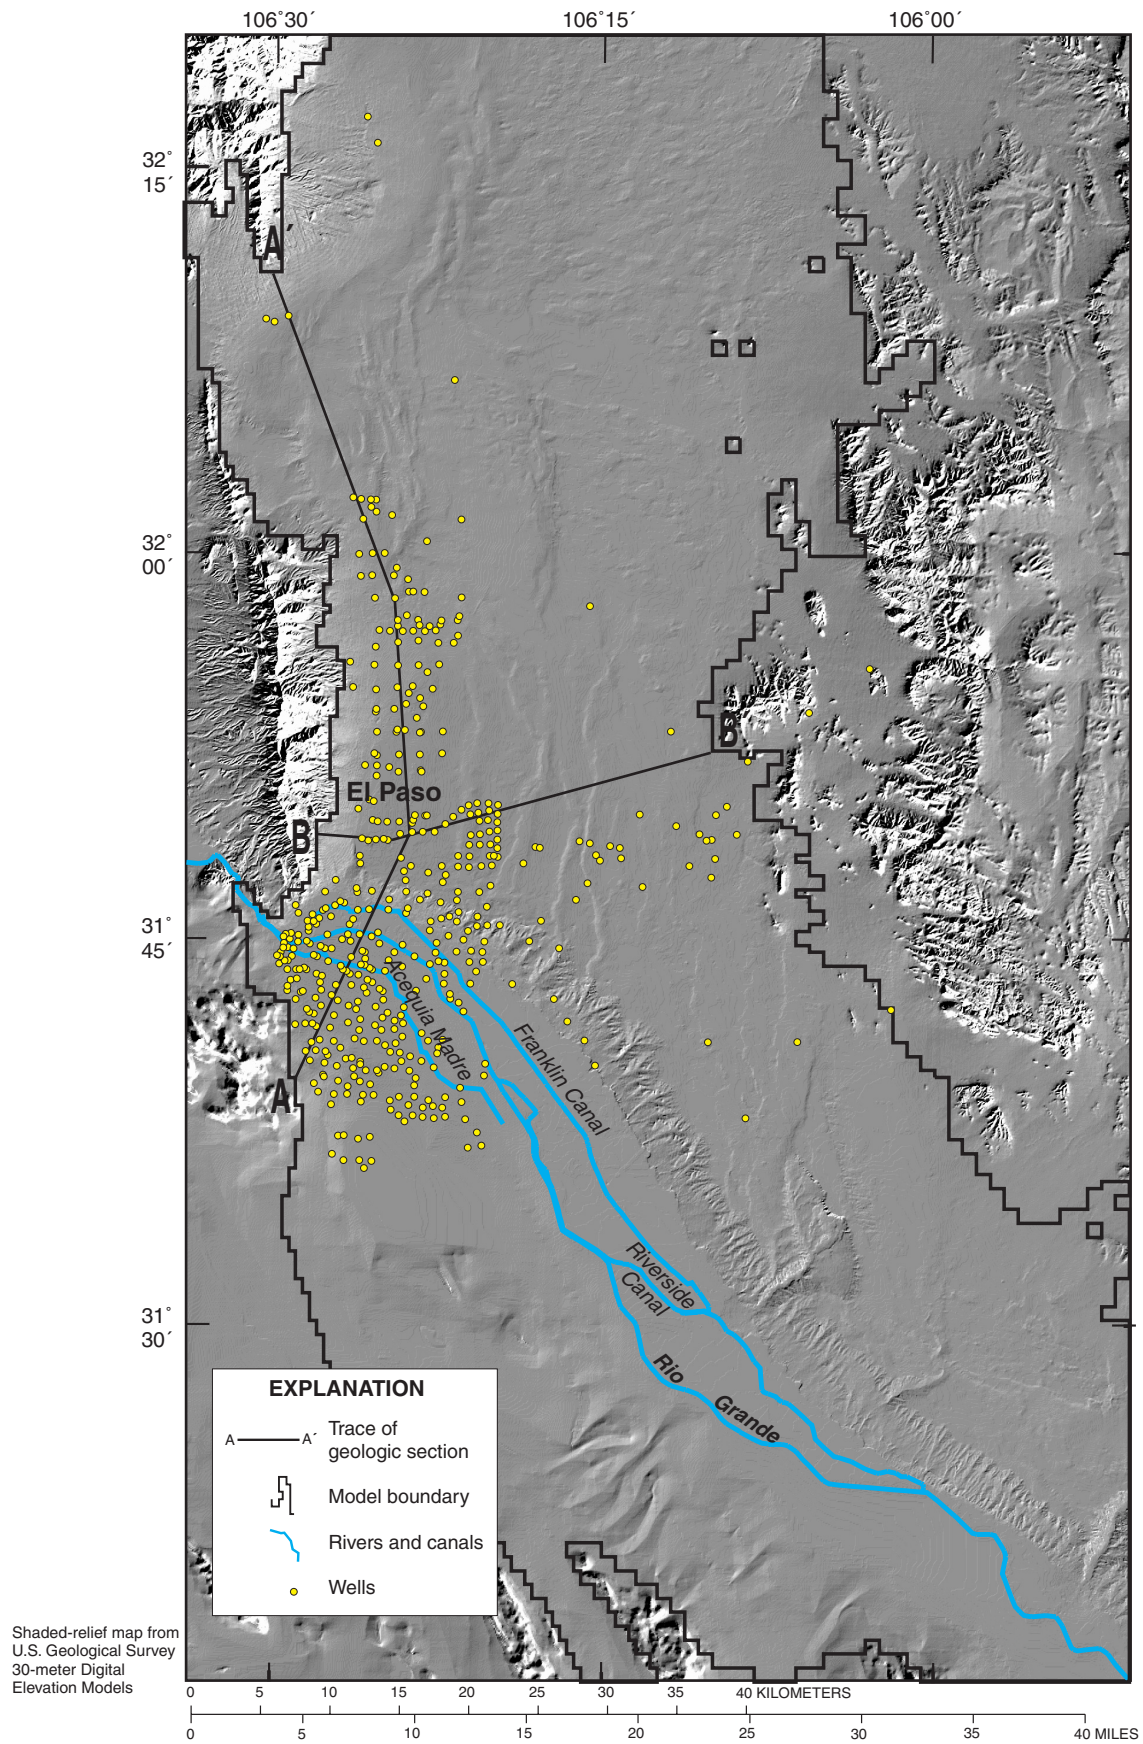 106°30´ 106°15´ 106°00´
32°
15´
A´
32°
00´
B´
El Paso
B
31°
45´
Acequia Madre
Franklin Canal
A
Riverside
Canal
31°
30´
Rio
Grande
EXPLANATION
A A´ Trace of
geologic section
Model boundary
Rivers and canals
Wells
Shaded-relief map from
U.S. Geological Survey
30-meter Digital
Elevation Models
0 5 10 15 20 25 30 35 40 KILOMETERS
0 5 10 15 20 25 30 35 40 MILES